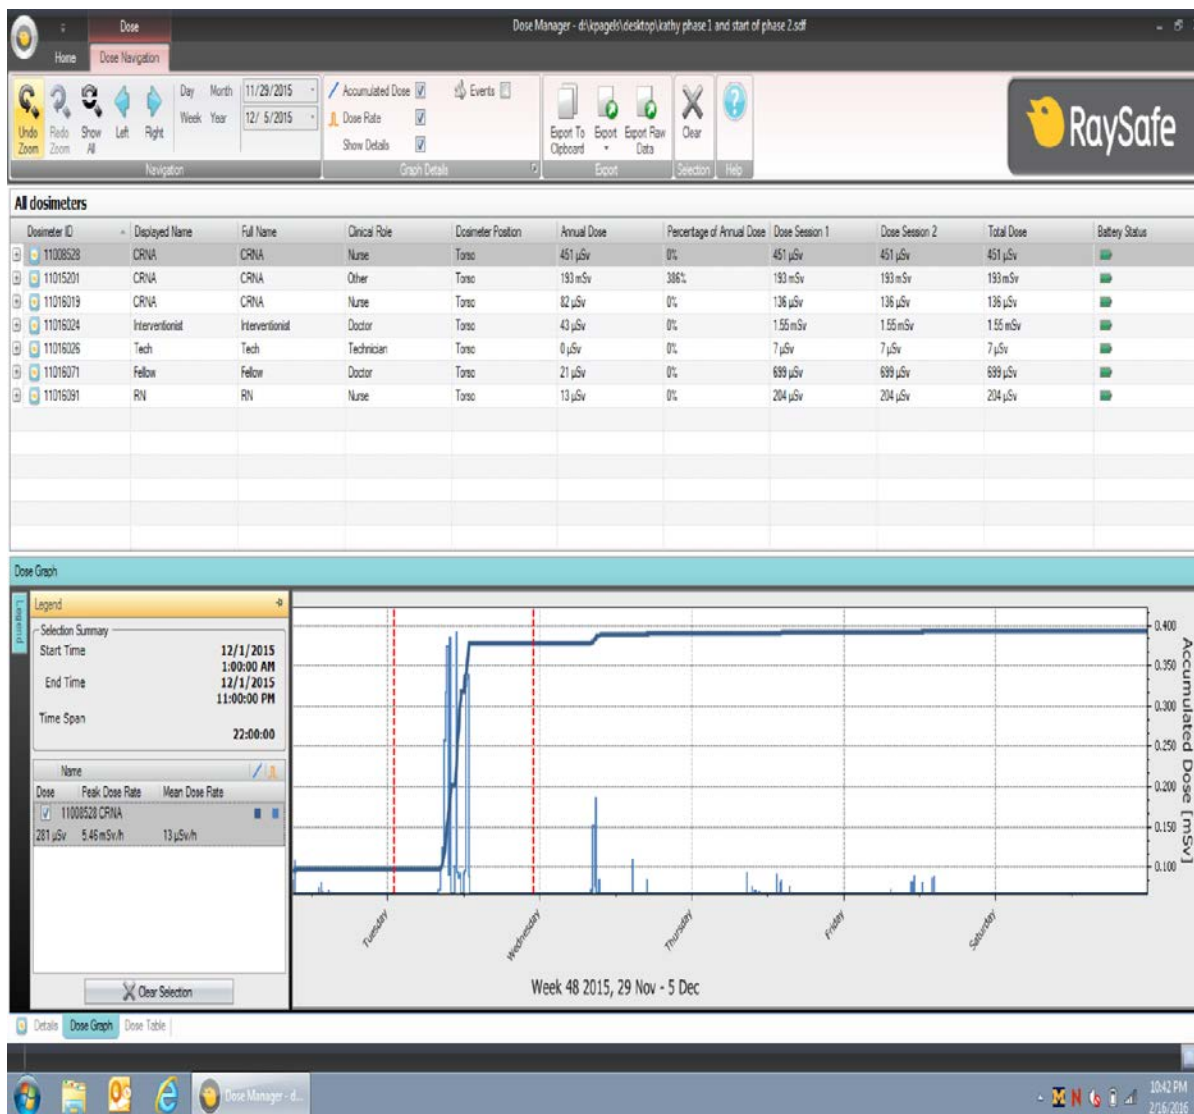 Dose
Dose Manager - d:\kpagels\desktop\kathy phase 1 and start of phase 2.sdf
Home Dose Navigation
Undo Zoom
Redo Zoom
Show All
Left
Right
Day Month 11/29/2015
Week Year 12/ 5/2015
Navigation
Accumulated Dose
Dose Rate
Show Details
Events
Graph Details
Export To Clipboard
Export
Export Raw Data
Export
Clear
Selection
Help
RaySafe
All dosimeters
Dosimeter ID Displayed Name Full Name Clinical Role Dosimeter Position Annual Dose Percentage of Annual Dose Dose Session 1 Dose Session 2 Total Dose Battery Status
11008528 CRNA CRNA Nurse Torso 451 µSv 0% 451 µSv 451 µSv 451 µSv
11015201 CRNA CRNA Other Torso 193 mSv 386% 193 mSv 193 mSv 193 mSv
11016019 CRNA CRNA Nurse Torso 82 µSv 0% 136 µSv 136 µSv 136 µSv
11016024 Interventionist Interventionist Doctor Torso 43 µSv 0% 1.55 mSv 1.55 mSv 1.55 mSv
11016026 Tech Tech Technician Torso 0 µSv 0% 7 µSv 7 µSv 7 µSv
11016071 Fellow Fellow Doctor Torso 21 µSv 0% 699 µSv 699 µSv 699 µSv
11016091 RN RN Nurse Torso 13 µSv 0% 204 µSv 204 µSv 204 µSv
Dose Graph
Legend
Legend
Selection Summary
Start Time 12/1/2015
1:00:00 AM
End Time 12/1/2015
11:00:00 PM
Time Span
22:00:00
Name
Dose Peak Dose Rate Mean Dose Rate
11008528 CRNA
281 µSv 5.46 mSv/h 13 µSv/h
Clear Selection
0.400
0.350
0.300
0.250
0.200
0.150
0.100
Accumulated Dose [mSv]
Tuesday Wednesday Thursday Friday Saturday
Week 48 2015, 29 Nov - 5 Dec
Details Dose Graph Dose Table
Dose Manager - d...
10:42 PM
2/16/2016